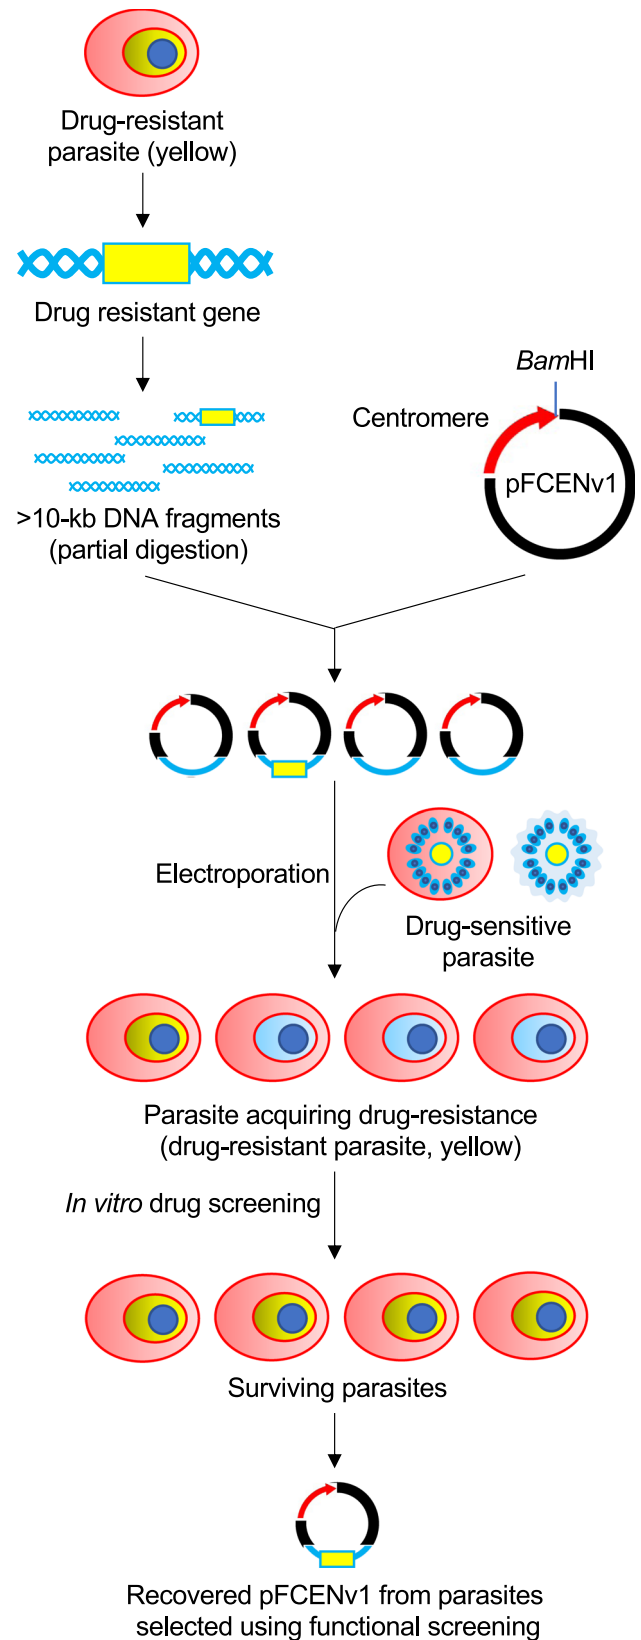 Drug-resistant
parasite (yellow)
Drug resistant gene
BamHI
Centromere
pFCENv1
>10-kb DNA fragments
(partial digestion)
Electroporation
Drug-sensitive
parasite
Parasite acquiring drug-resistance
(drug-resistant parasite, yellow)
In vitro drug screening
Surviving parasites
Recovered pFCENv1 from parasites
selected using functional screening